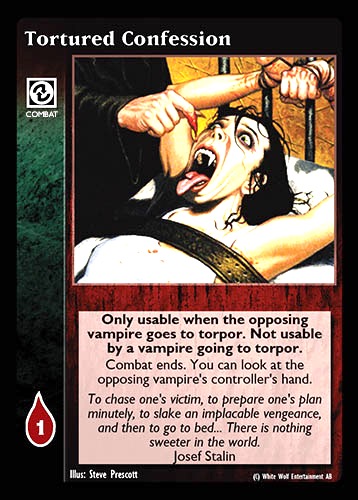 Tortured Confession
COMBAT
Only usable when the opposing
vampire goes to torpor. Not usable
by a vampire going to torpor.
Combat ends. You can look at the
opposing vampire's controller's hand.
To chase one's victim, to prepare one's plan
minutely, to slake an implacable vengeance,
and then to go to bed... There is nothing
sweeter in the world.
Josef Stalin
1
Illus: Steve Prescott
(C) White Wolf Entertainment AB